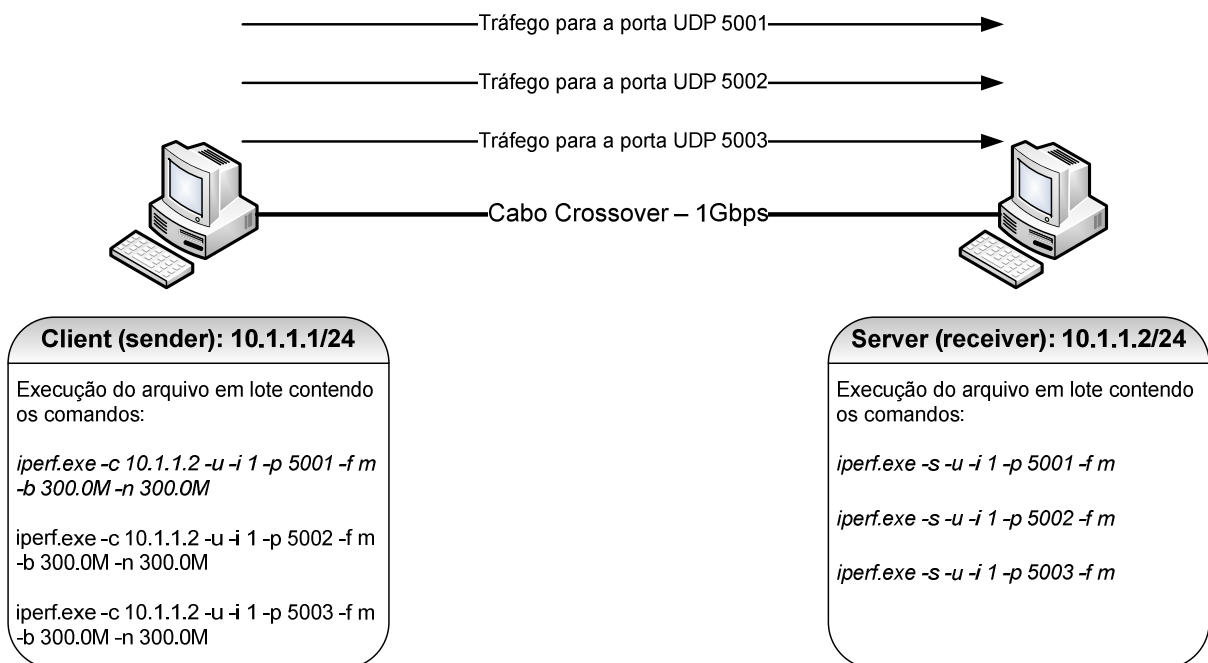 Tráfego para a porta UDP 5001
Tráfego para a porta UDP 5002
Tráfego para a porta UDP 5003
Cabo Crossover – 1Gbps
Client (sender): 10.1.1.1/24
Execução do arquivo em lote contendo
os comandos:
iperf.exe -c 10.1.1.2 -u -i 1 -p 5001 -f m
-b 300.0M -n 300.0M
iperf.exe -c 10.1.1.2 -u -i 1 -p 5002 -f m
-b 300.0M -n 300.0M
iperf.exe -c 10.1.1.2 -u -i 1 -p 5003 -f m
-b 300.0M -n 300.0M
Server (receiver): 10.1.1.2/24
Execução do arquivo em lote contendo
os comandos:
iperf.exe -s -u -i 1 -p 5001 -f m
iperf.exe -s -u -i 1 -p 5002 -f m
iperf.exe -s -u -i 1 -p 5003 -f m